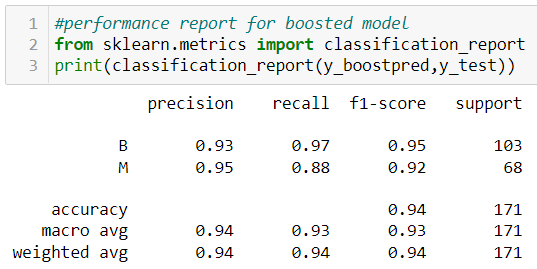 1 #performance report for boosted model
2 from sklearn.metrics import classification_report
3 print(classification_report(y_boostpred,y_test))
precision recall f1-score support
B 0.93 0.97 0.95 103
M 0.95 0.88 0.92 68
accuracy 0.94 171
macro avg 0.94 0.93 0.93 171
weighted avg 0.94 0.94 0.94 171